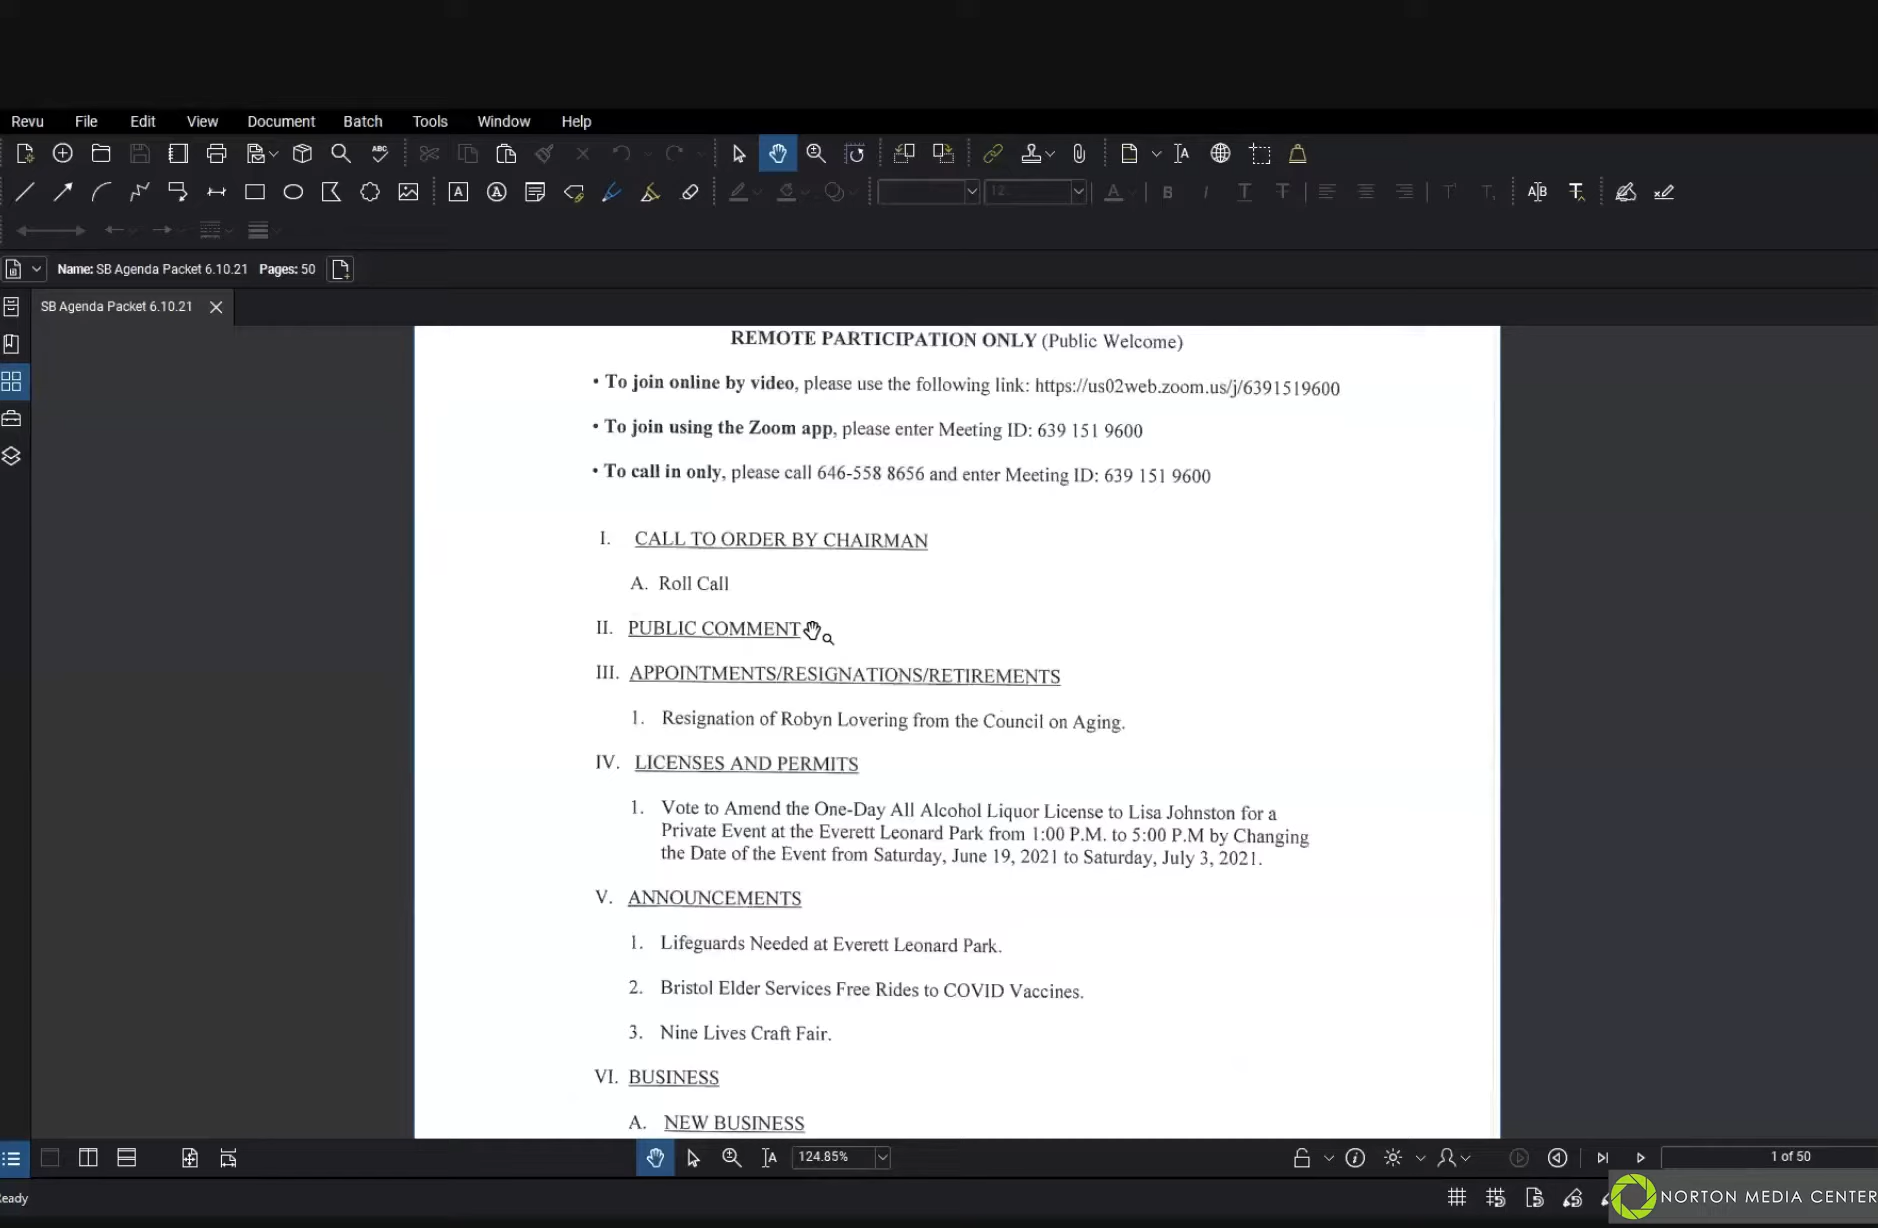 Revu File Edit View Document Batch Tools Window Help
12
Name: SB Agenda Packet 6.10.21 Pages: 50
SB Agenda Packet 6.10.21
REMOTE PARTICIPATION ONLY (Public Welcome)
• To join online by video, please use the following link: https://us02web.zoom.us/j/6391519600
• To join using the Zoom app, please enter Meeting ID: 639 151 9600
• To call in only, please call 646-558 8656 and enter Meeting ID: 639 151 9600
I. CALL TO ORDER BY CHAIRMAN
A. Roll Call
II. PUBLIC COMMENT
III. APPOINTMENTS/RESIGNATIONS/RETIREMENTS
1. Resignation of Robyn Lovering from the Council on Aging.
IV. LICENSES AND PERMITS
1. Vote to Amend the One-Day All Alcohol Liquor License to Lisa Johnston for a
Private Event at the Everett Leonard Park from 1:00 P.M. to 5:00 P.M by Changing
the Date of the Event from Saturday, June 19, 2021 to Saturday, July 3, 2021.
V. ANNOUNCEMENTS
1. Lifeguards Needed at Everett Leonard Park.
2. Bristol Elder Services Free Rides to COVID Vaccines.
3. Nine Lives Craft Fair.
VI. BUSINESS
A. NEW BUSINESS
124.85%
1 of 50
eady
NORTON MEDIA CENTER